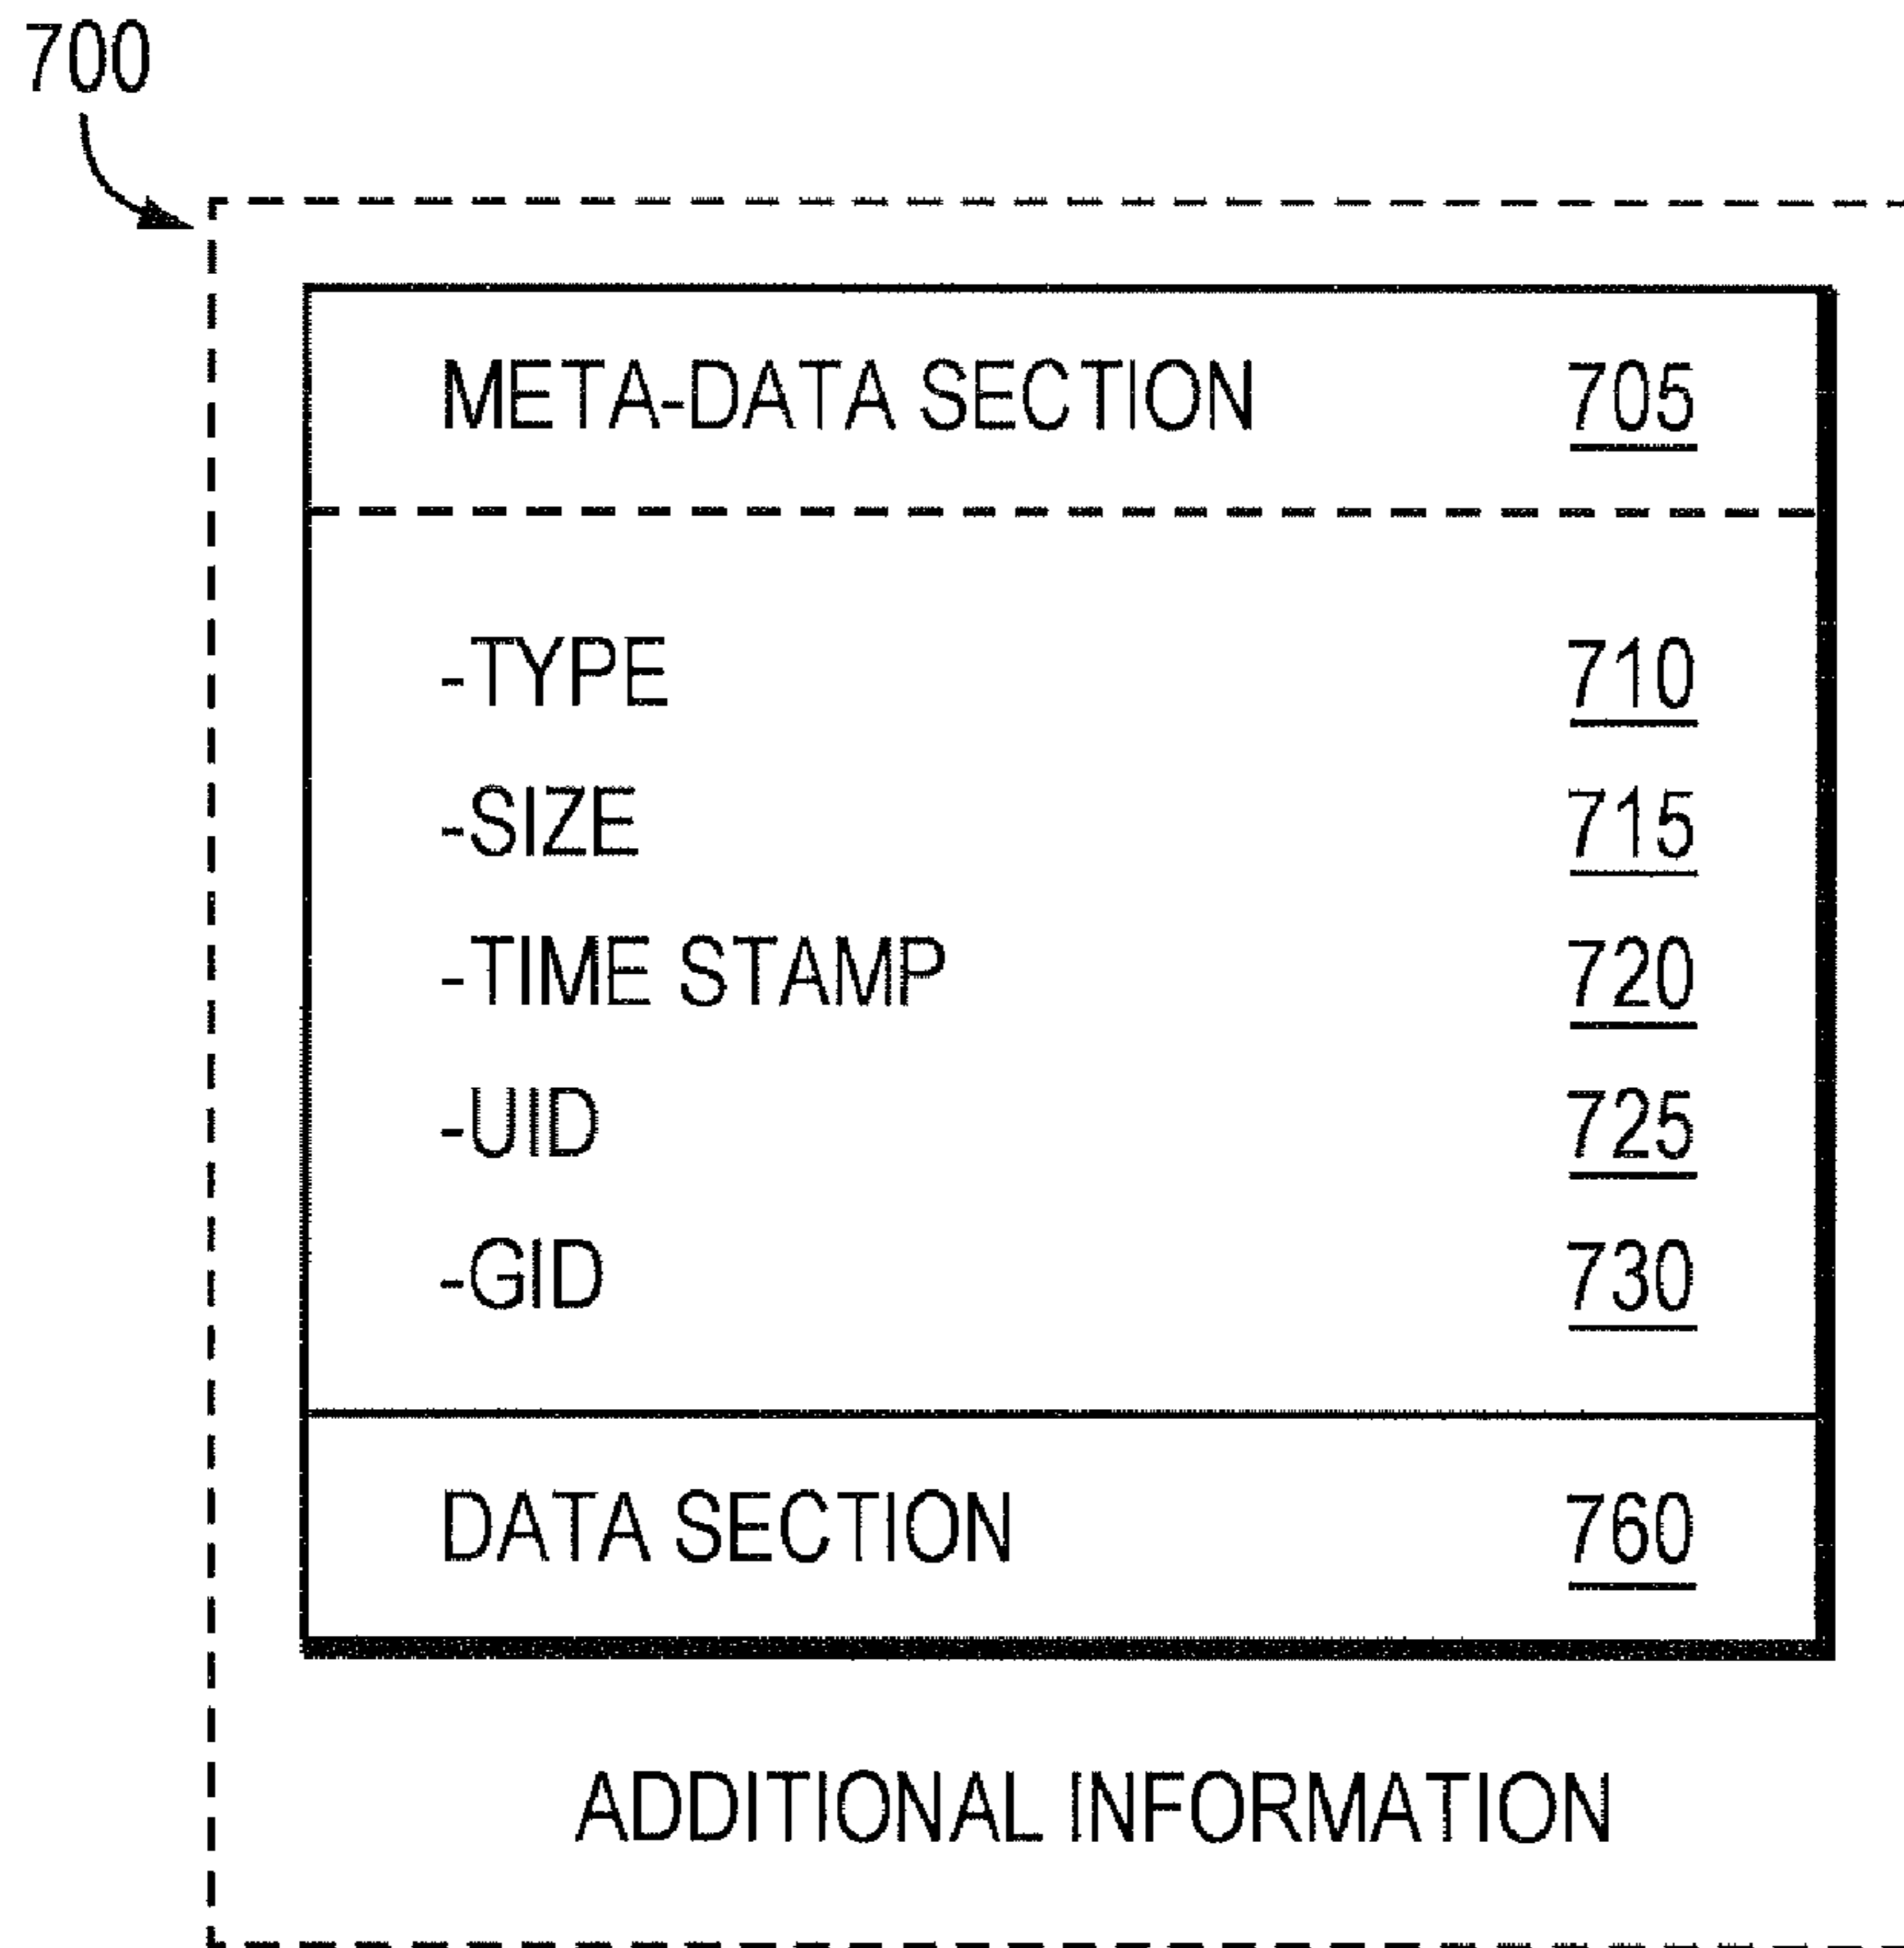 700
META-DATA SECTION 705
-TYPE 710
-SIZE 715
-TIME STAMP 720
-UID 725
-GID 730
DATA SECTION 760
ADDITIONAL INFORMATION